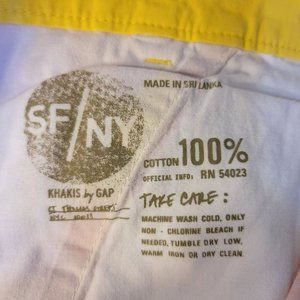 MADE IN SRI LANKA
SF/NY
COTTON 100%
OFFICIAL INFO: RN 54023
KHAKIS by GAP
TAKE CARE:
MACHINE WASH COLD, ONLY
NON - CHLORINE BLEACH IF
NEEDED, TUMBLE DRY LOW,
WARM IRON OR DRY CLEAN.